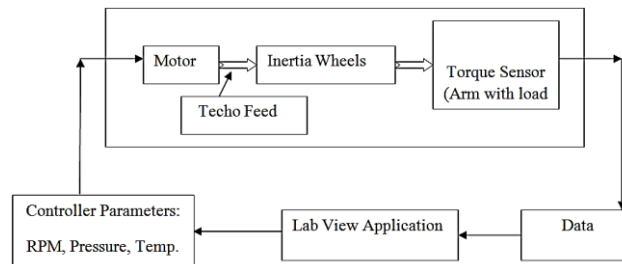 Motor
Inertia Wheels
Torque Sensor
(Arm with load
Techo Feed
Controller Parameters:
RPM, Pressure, Temp.
Lab View Application
Data